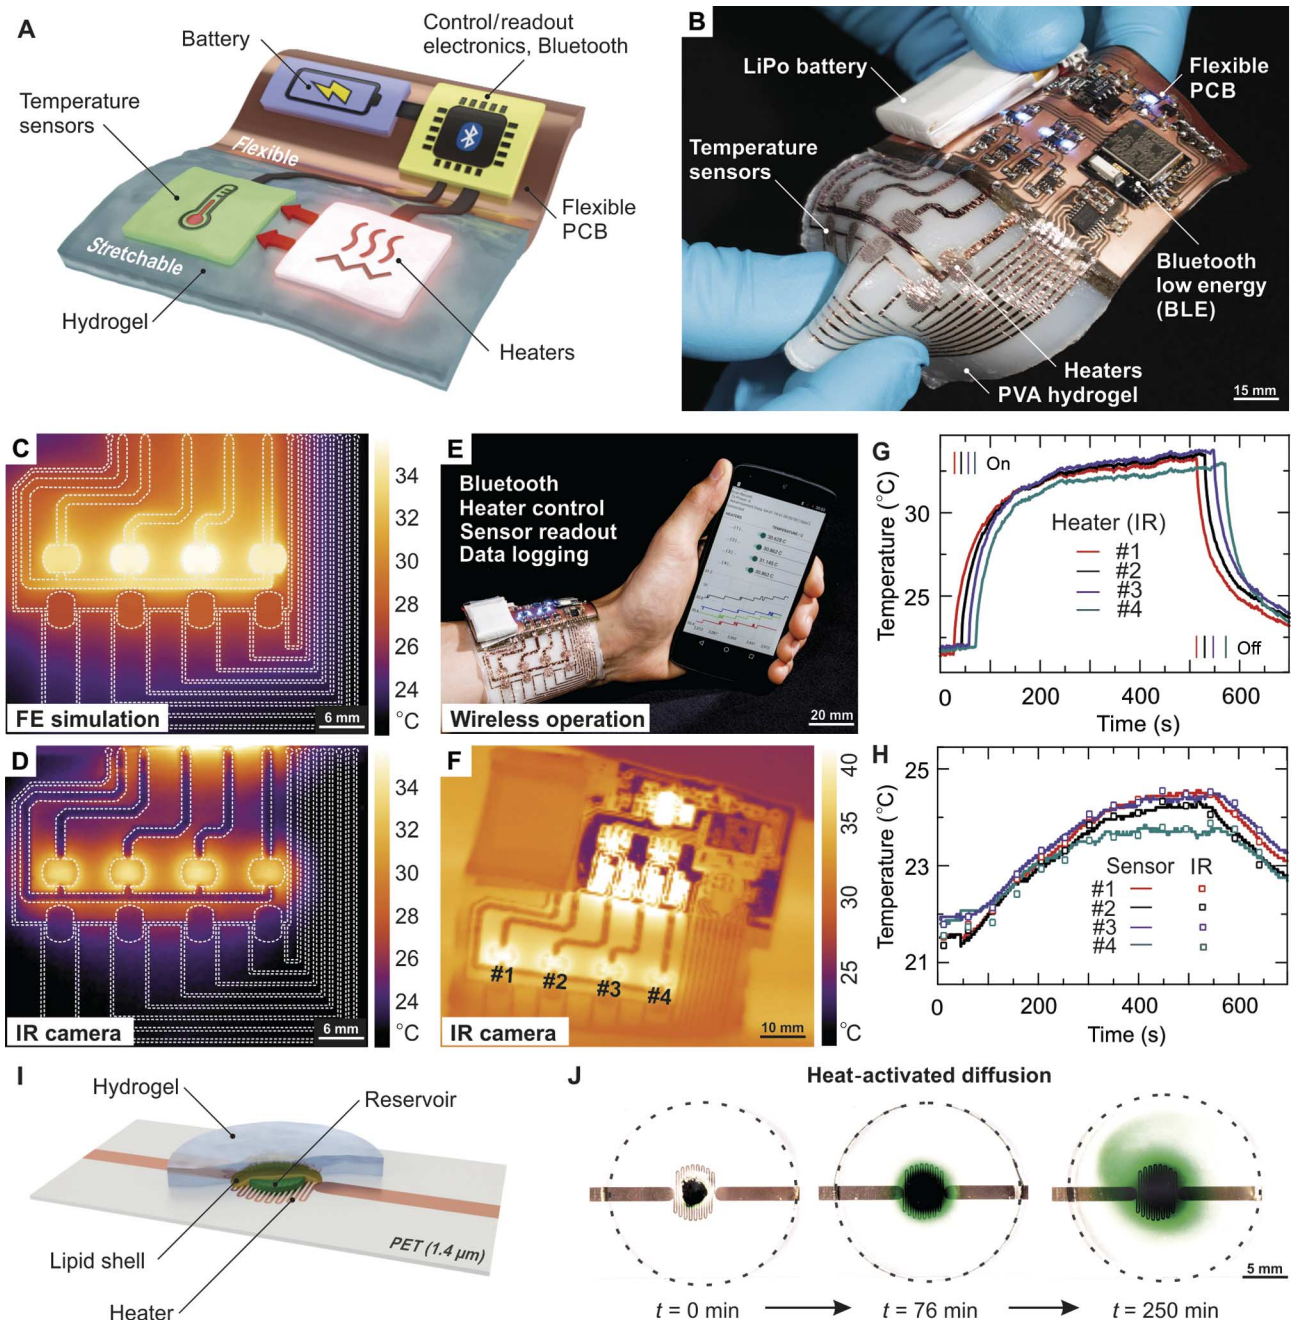 A
Battery
Control/readout
electronics, Bluetooth
Temperature
sensors
Flexible
Stretchable
Flexible
PCB
Hydrogel
Heaters
B
LiPo battery
Flexible
PCB
Temperature
sensors
Bluetooth
low energy
(BLE)
Heaters
PVA hydrogel
15 mm
C
34
32
30
28
26
24
°C
FE simulation
6 mm
D
34
32
30
28
26
24
°C
IR camera
6 mm
E
Bluetooth
Heater control
Sensor readout
Data logging
Wireless operation
20 mm
F
40
35
30
25
°C
#1
#2
#3
#4
IR camera
10 mm
G
On
Heater (IR)
#1
#2
#3
#4
Off
Temperature (°C)
30
25
0
200
400
600
Time (s)
H
Temperature (°C)
25
23
21
Sensor
IR
#1
#2
#3
#4
0
200
400
600
Time (s)
I
Hydrogel
Reservoir
Lipid shell
Heater
PET (1.4 µm)
J
Heat-activated diffusion
5 mm
t = 0 min
t = 76 min
t = 250 min